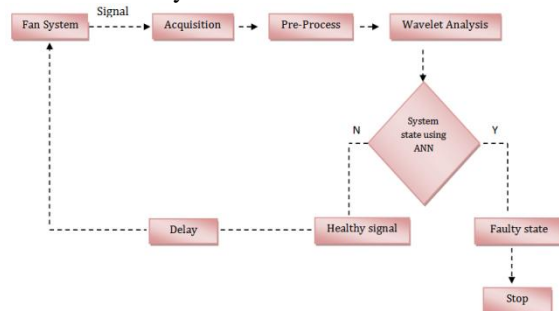 Signal
Fan System
Acquisition
Pre-Process
Wavelet Analysis
System
state using
ANN
N
Y
Delay
Healthy signal
Faulty state
Stop